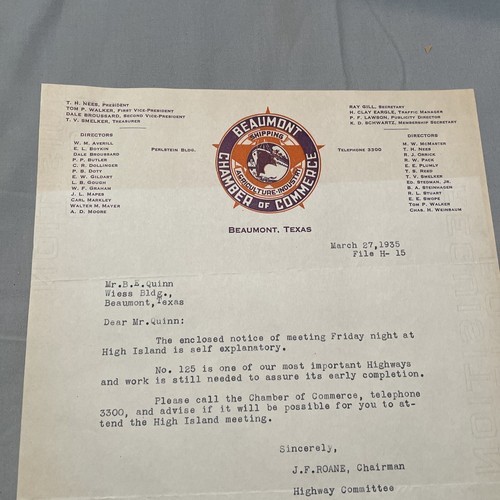 T. H. NEES, PRESIDENT
TOM P. WALKER, FIRST VICE-PRESIDENT
DALE BROUSSARD, SECOND VICE-PRESIDENT
T. V. SMELKER, TREASURER
DIRECTORS
W. M. AVERILL
E. L. BOYKIN
DALE BROUSSARD
P. P. BUTLER
C. R. DOLLINGER
P. B. DOTY
E. W. GILDART
L. B. GOUGH
W. F. GRAHAM
J. L. MAPES
CARL MARKLEY
WALTER M. MAYER
A. D. MOORE
PERLSTEIN BLDG.
BEAUMONT
SHIPPING
AGRICULTURE-INDUSTRY
CHAMBER OF COMMERCE
BEAUMONT, TEXAS
TELEPHONE 3300
RAY GILL, SECRETARY
H. CLAY EARGLE, TRAFFIC MANAGER
P. F. LAWSON, PUBLICITY DIRECTOR
K. D. SCHWARTZ, MEMBERSHIP SECRETARY
DIRECTORS
M. W. McMASTER
T. H. NEES
R. J. ORRICK
R. W. PACK
E. E. PLUMLY
T. S. REED
T. V. SMELKER
ED. STEDMAN, JR.
B. A. STEINHAGEN
R. L. STUART
E. E. SWOPE
TOM P. WALKER
CHAS. H. WEINBAUM
March 27,1935
File H- 15
Mr.B.E.Quinn
Wiess Bldg.,
Beaumont,Texas
Dear Mr.Quinn:
The enclosed notice of meeting Friday night at
High Island is self explanatory.
No. 125 is one of our most important Highways
and work is still needed to assure its early completion.
Please call the Chamber of Commerce, telephone
3300, and advise if it will be possible for you to at-
tend the High Island meeting.
Sincerely,
J.F.ROANE, Chairman
Highway Committee